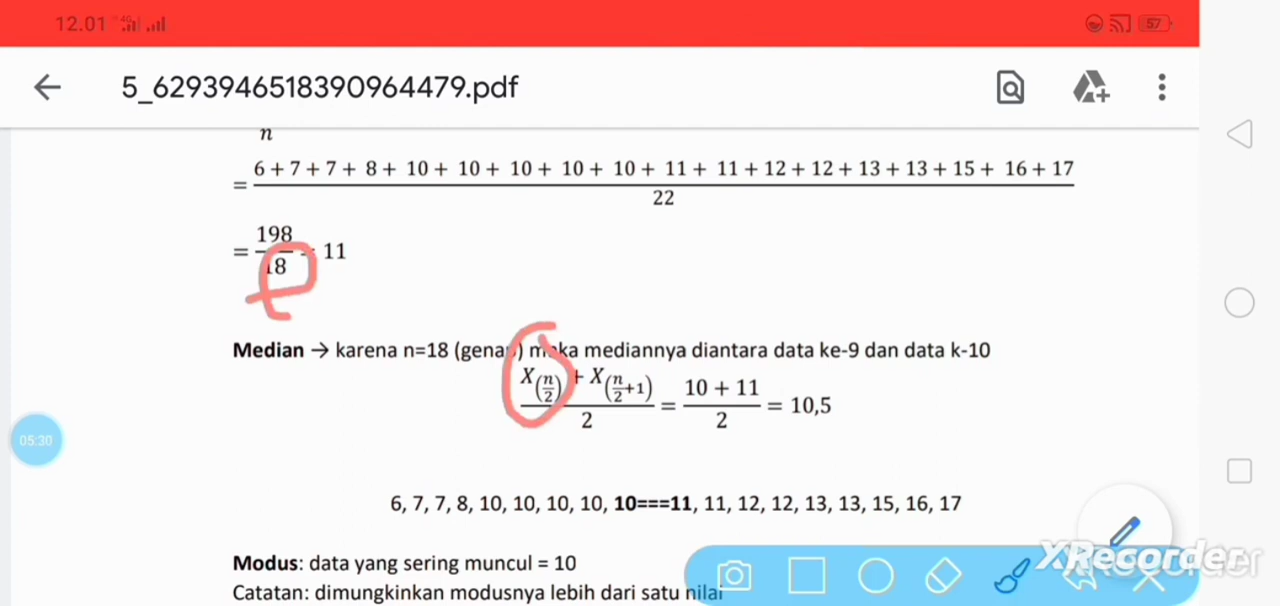 12.01 4G 57
5_6293946518390964479.pdf
n
= 6 + 7 + 7 + 8 + 10 + 10 + 10 + 10 + 10 + 11 + 11 + 12 + 12 + 13 + 13 + 15 + 16 + 17
22
= 198 / 18 = 11
Median → karena n=18 (genap) maka mediannya diantara data ke-9 dan data k-10
X(n/2) + X(n/2+1) / 2 = 10 + 11 / 2 = 10,5
05:30
6, 7, 7, 8, 10, 10, 10, 10, 10===11, 11, 12, 12, 13, 13, 15, 16, 17
Modus: data yang sering muncul = 10
Catatan: dimungkinkan modusnya lebih dari satu nilai
XRecorder